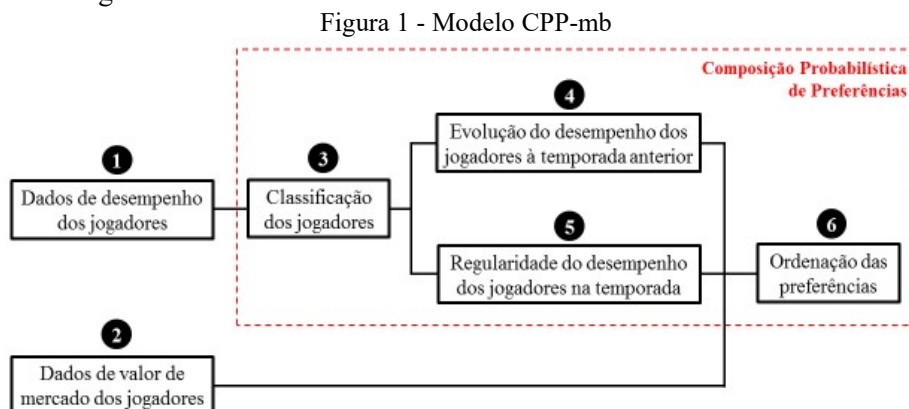 Figura 1 - Modelo CPP-mb
Composição Probabilística
de Preferências
1
Dados de desempenho
dos jogadores
3
Classificação
dos jogadores
4
Evolução do desempenho dos
jogadores à temporada anterior
5
Regularidade do desempenho
dos jogadores na temporada
6
Ordenação das
preferências
2
Dados de valor de
mercado dos jogadores